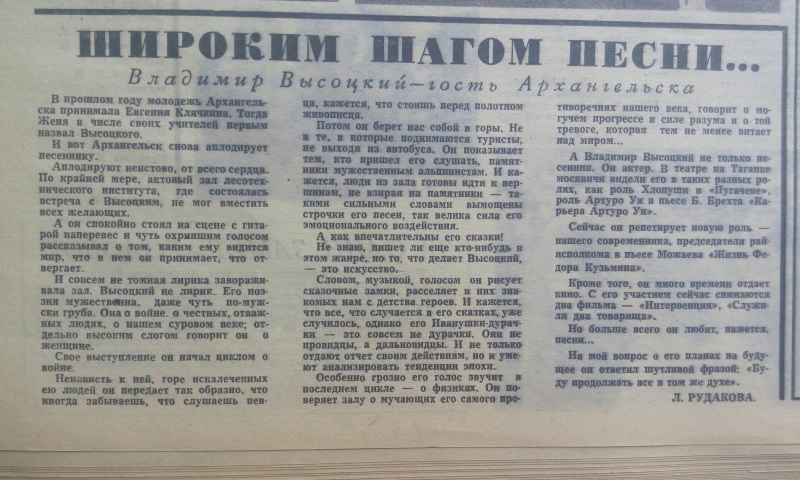 ШИРОКИМ ШАГОМ ПЕСНИ...
Владимир Высоцкий—гость Архангельска
В прошлом году молодежь Архангель-
ска принимала Евгения Клячкина. Тогда
Женя в числе своих учителей первым
назвал Высоцкого.
И вот Архангельск снова аплодирует
песеннику.
Аплодируют неистово, от всего сердца.
По крайней мере, актовый зал лесотех-
нического института, где состоялась
встреча с Высоцким, не мог вместить
всех желающих.
А он спокойно стоял на сцене с гита-
рой наперевес и чуть охрипшим голосом
рассказывал о том, каким ему видится
мир, что в нем он принимает, что от-
вергает.
И совсем не томная лирика заворажи-
вала зал. Высоцкий не лирик. Его поэ-
зия мужественна, даже чуть по-муж-
ски груба. Она о войне, о честных, отваж-
ных людях, о нашем суровом веке; от-
дельно высоким слогом говорит он о
женщине.
Свое выступление он начал циклом о
войне.
Ненависть к ней, горе искалеченных
ею людей он передает так образно, что
иногда забываешь, что слушаешь пев-
ца, кажется, что стоишь перед полотном
живописца.
Потом он берет нас собой в горы. Не
в те, в которые поднимаются туристы,
не выходя из автобуса. Он показывает
тем, кто пришел его слушать, памят-
ники мужественным альпинистам. И ка-
жется, люди из зала готовы идти к вер-
шинам, не взирая на памятники — та-
кими сильными словами вымощены
строчки его песен, так велика сила его
эмоционального воздействия.
А как впечатлительны его сказки!
Не знаю, пишет ли еще кто-нибудь в
этом жанре, но то, что делает Высоцкий,
— это искусство.
Словом, музыкой, голосом он рисует
сказочные замки, расселяет в них зна-
комых нам с детства героев. И кажется,
что все, что случается в его сказках, уже
случилось, однако его Иванушки-дурач-
ки — это совсем не дурачки. Они не
провидцы, а дальновидцы. И не только
отдают отчет своим действиям, но и уме-
ют анализировать тенденции эпохи.
Особенно грозно его голос звучит в
последнем цикле — о физиках. Он по-
веряет залу о мучающих его самого про-
тиворечиях нашего века, говорит о мо-
гучем прогрессе и силе разума и о той
тревоге, которая тем не менее витает
над миром...
А Владимир Высоцкий не только пе-
сенник. Он актер. В театре на Таганке
москвичи видели его в таких разных ро-
лях, как роль Хлопуши в «Пугачеве»,
роль Артуро Уи в пьесе Б. Брехта «Ка-
рьера Артуро Уи».
Сейчас он репетирует новую роль —
нашего современника, председателя рай-
исполкома в пьесе Можаева «Жизнь Фе-
дора Кузьмина».
Кроме того, он много времени отдает
кино. С его участием сейчас снимаются
два фильма — «Интервенция», «Служи-
ли два товарища».
Но больше всего он любит, кажется,
песни...
На мой вопрос о его планах на буду-
щее он ответил шутливой фразой: «Бу-
ду продолжать все в том же духе».
Л. РУДАКОВА.